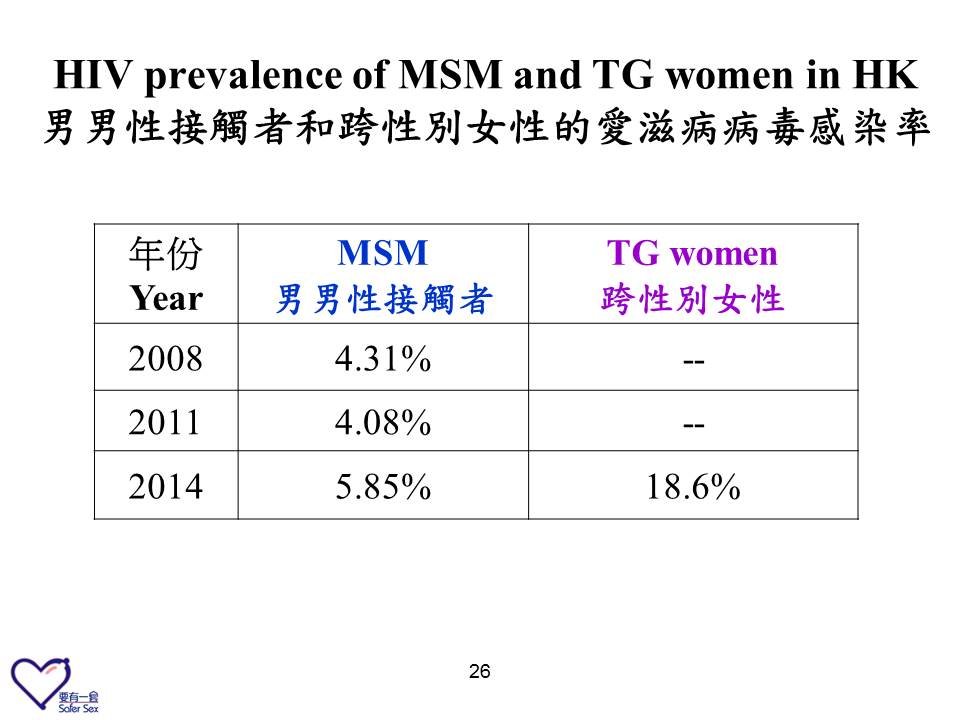 HIV prevalence of MSM and TG women in HK
男男性接觸者和跨性別女性的愛滋病病毒感染率
年份
Year
MSM
男男性接觸者
TG women
跨性別女性
2008
4.31%
--
2011
4.08%
--
2014
5.85%
18.6%
要有一套
Safer Sex
26